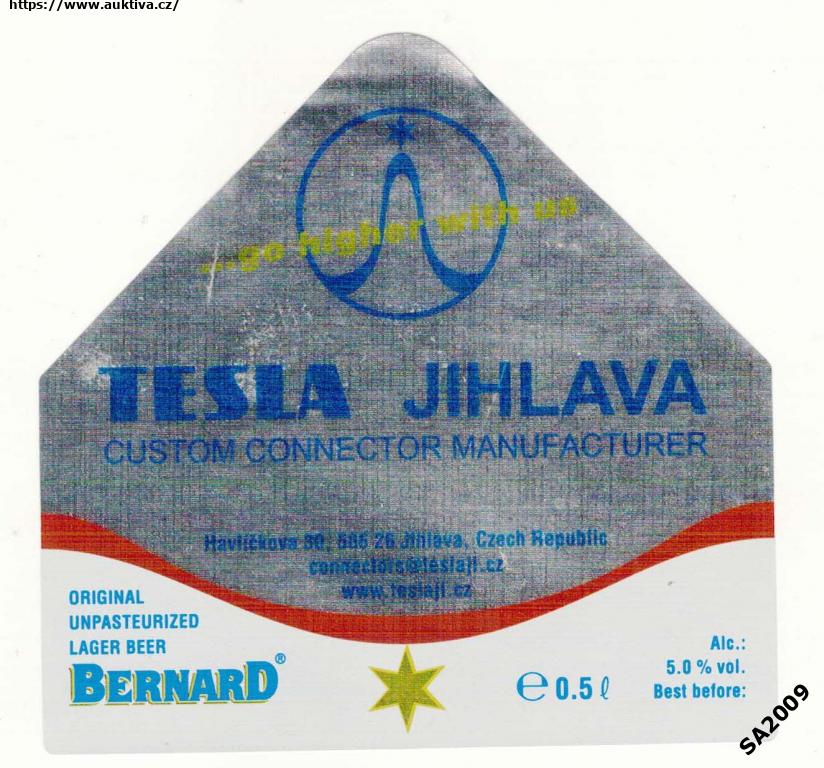 https://www.auktiva.cz/
...go higher with us
TESLA JIHLAVA
CUSTOM CONNECTOR MANUFACTURER
Havlíčkova 30, 586 26 Jihlava, Czech Republic
connectors@teslaji.cz
www.teslaji.cz
ORIGINAL
UNPASTEURIZED
LAGER BEER
BERNARD®
℮ 0.5 ℓ
Alc.:
5.0 % vol.
Best before:
SA2009